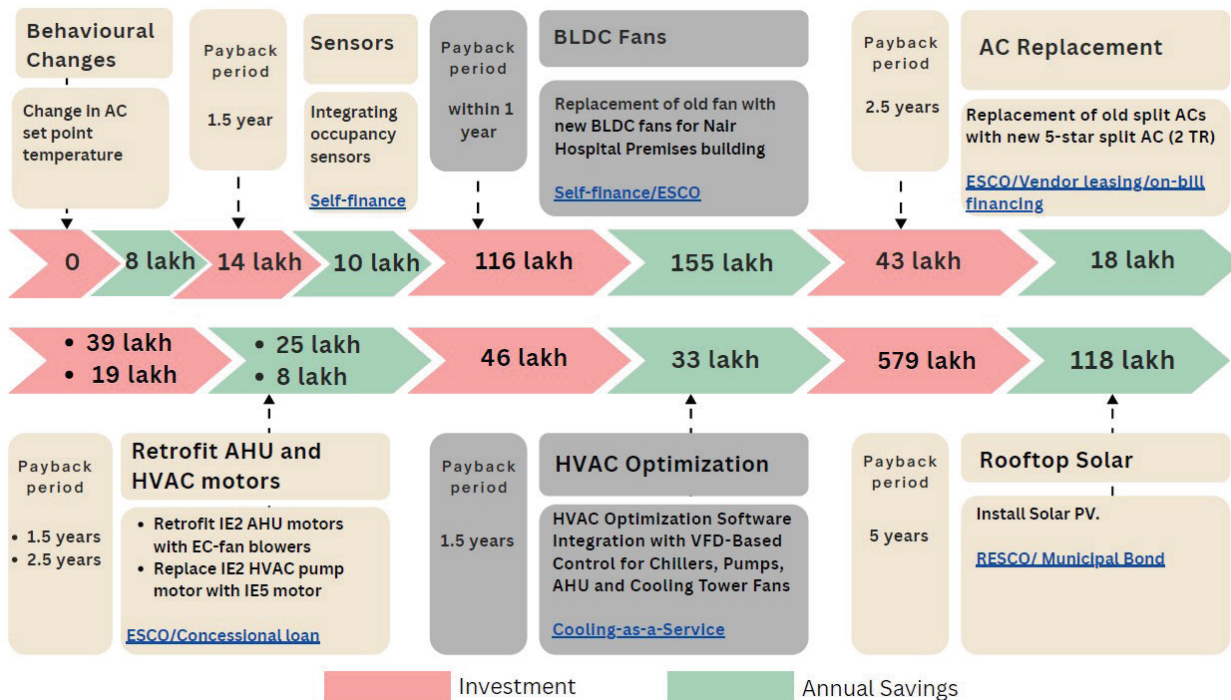 Behavioural
Changes
Change in AC
set point
temperature
Payback
period
1.5 year
Sensors
Integrating
occupancy
sensors
Self-finance
Payback
period
within 1
year
BLDC Fans
Replacement of old fan with
new BLDC fans for Nair
Hospital Premises building
Self-finance/ESCO
Payback
period
2.5 years
AC Replacement
Replacement of old split ACs
with new 5-star split AC (2 TR)
ESCO/Vendor leasing/on-bill
financing
0
8 lakh
14 lakh
10 lakh
116 lakh
155 lakh
43 lakh
18 lakh
• 39 lakh
• 19 lakh
• 25 lakh
• 8 lakh
46 lakh
33 lakh
579 lakh
118 lakh
Payback
period
• 1.5 years
• 2.5 years
Retrofit AHU and
HVAC motors
• Retrofit IE2 AHU motors
with EC-fan blowers
• Replace IE2 HVAC pump
motor with IE5 motor
ESCO/Concessional loan
Payback
period
1.5 years
HVAC Optimization
HVAC Optimization Software
Integration with VFD-Based
Control for Chillers, Pumps,
AHU and Cooling Tower Fans
Cooling-as-a-Service
Payback
period
5 years
Rooftop Solar
Install Solar PV.
RESCO/ Municipal Bond
Investment
Annual Savings